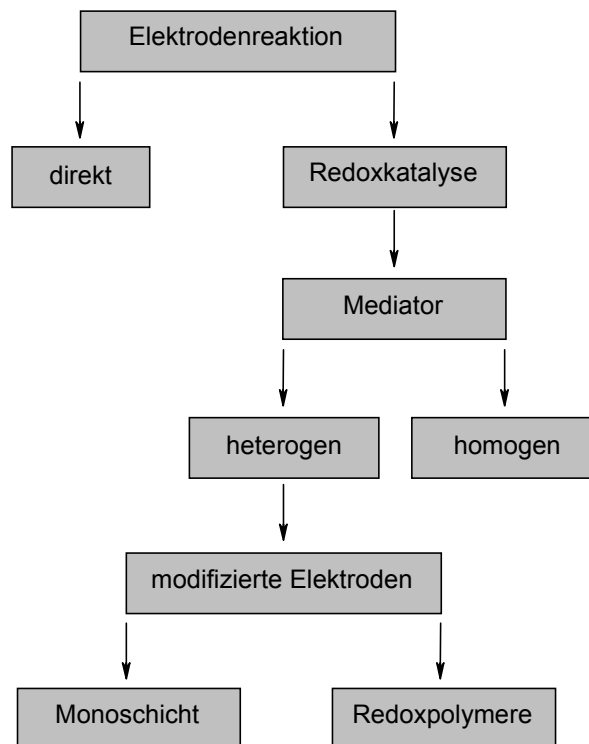 Elektrodenreaktion
direkt
Redoxkatalyse
Mediator
heterogen
homogen
modifizierte Elektroden
Monoschicht
Redoxpolymere